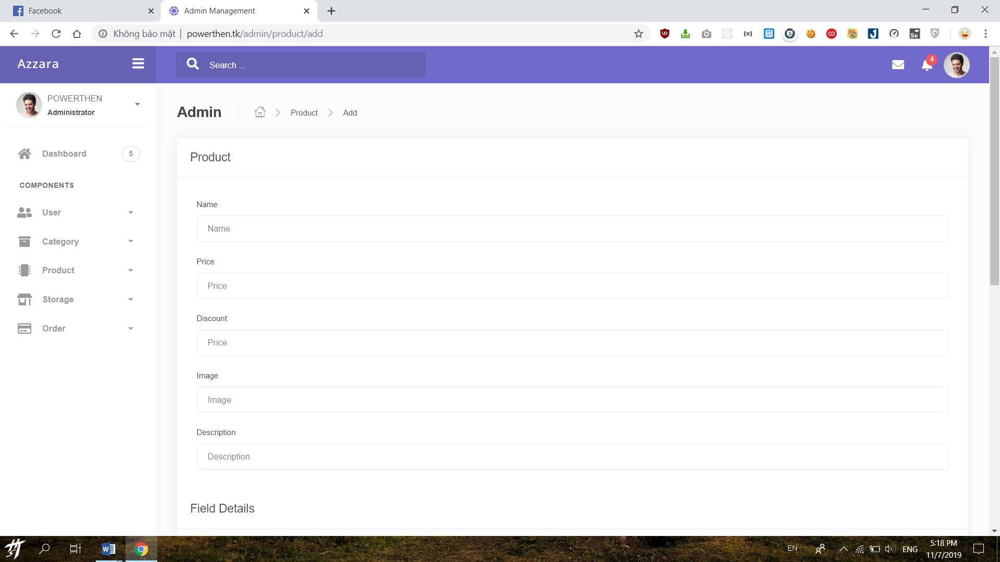 Facebook
Admin Management
Không bảo mật | powerthen.tk/admin/product/add
Azzara
Search ...
4
POWERTHEN
Administrator
Admin
Product
Add
Dashboard
5
COMPONENTS
User
Category
Product
Storage
Order
Product
Name
Name
Price
Price
Discount
Price
Image
Image
Description
Description
Field Details
EN
ENG
5:18 PM
11/7/2019